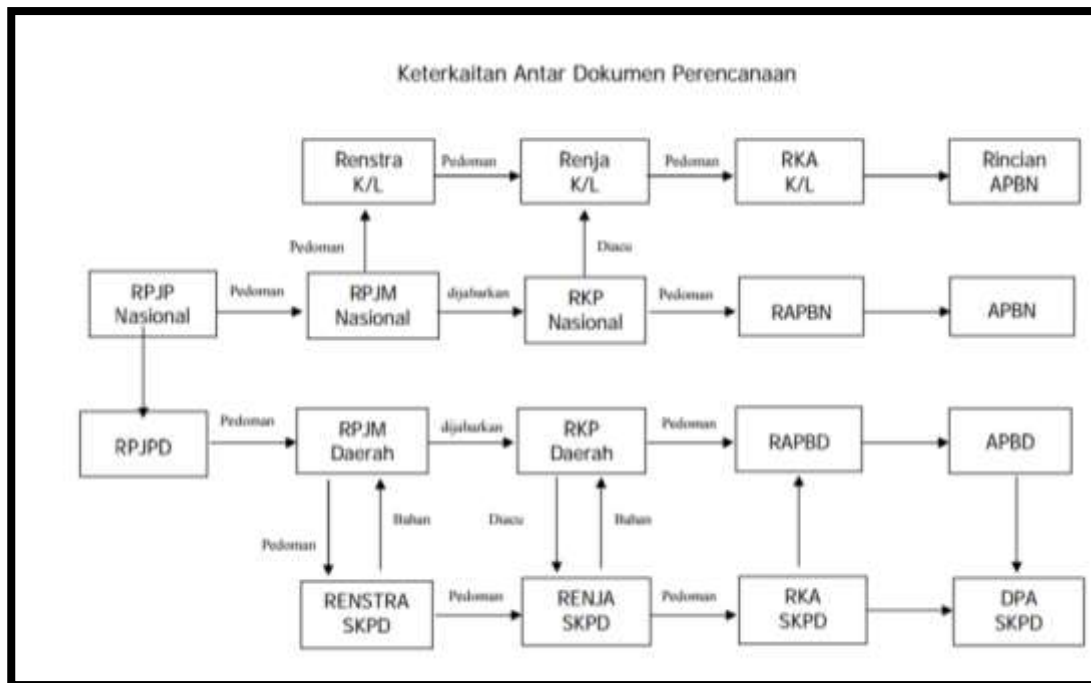 Keterkaitan Antar Dokumen Perencanaan
Renstra
K/L
Pedoman
Renja
K/L
Pedoman
RKA
K/L
Rincian
APBN
Pedoman
Diacu
RPJP
Nasional
Pedoman
RPJM
Nasional
dijabarkan
RKP
Nasional
Pedoman
RAPBN
APBN
RPJPD
Pedoman
RPJM
Daerah
dijabarkan
RKP
Daerah
Pedoman
RAPBD
APBD
Pedoman
Bahan
Diacu
Bahan
RENSTRA
SKPD
Pedoman
RENJA
SKPD
Pedoman
RKA
SKPD
DPA
SKPD